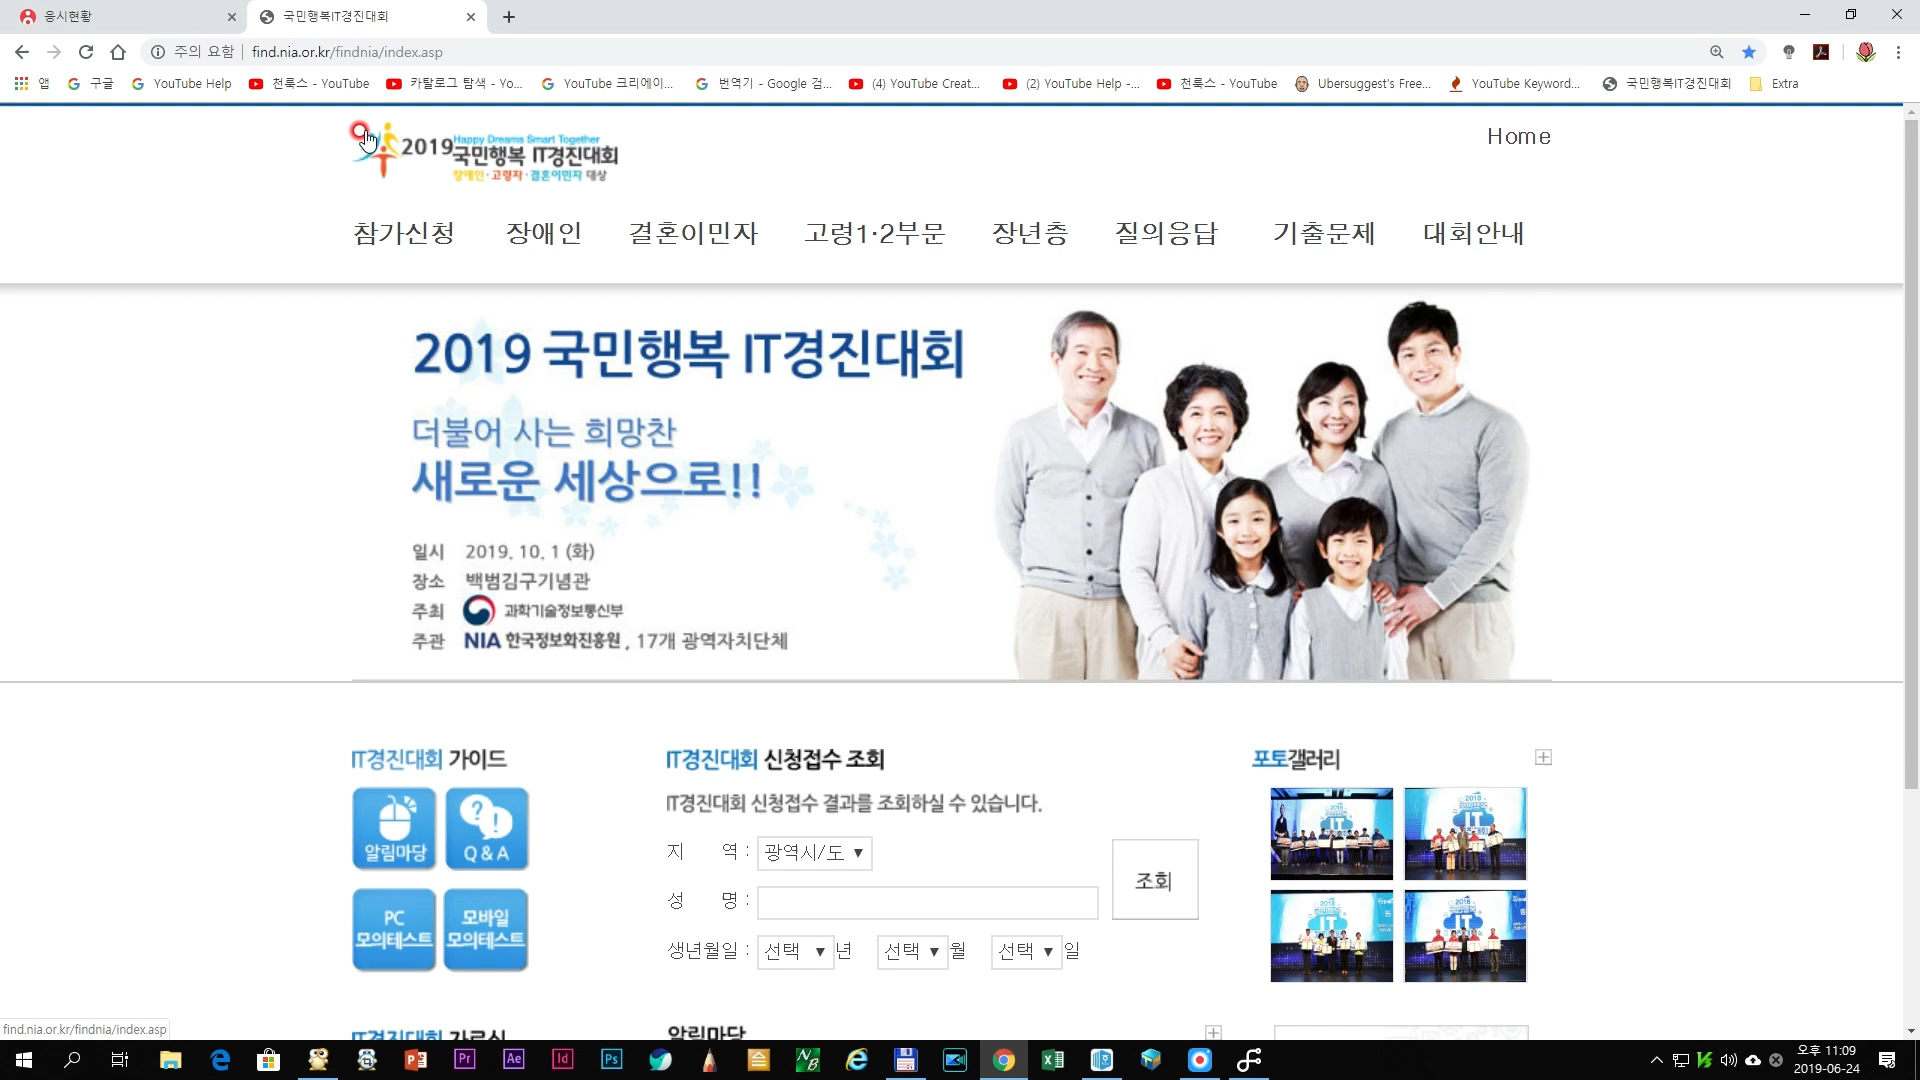 응시현황
국민행복IT경진대회
주의 요함
find.nia.or.kr/findnia/index.asp
앱
구글
YouTube Help
천룩스 - YouTube
카탈로그 탐색 - Yo...
YouTube 크리에이...
번역기 - Google 검...
(4) YouTube Creat...
(2) YouTube Help -...
천룩스 - YouTube
Ubersuggest's Free...
YouTube Keyword...
국민행복IT경진대회
Extra
Happy Dreams Smart Together
2019 국민행복 IT경진대회
장애인·고령자·결혼이민자 대상
Home
참가신청 장애인 결혼이민자 고령1·2부문 장년층 질의응답 기출문제 대회안내
2019 국민행복 IT경진대회
더불어 사는 희망찬
새로운 세상으로!!
일시 2019. 10. 1 (화)
장소 백범김구기념관
주최 과학기술정보통신부
주관 NIA 한국정보화진흥원, 17개 광역자치단체
IT경진대회 가이드
알림마당
Q & A
PC
모의테스트
모바일
모의테스트
IT경진대회 신청접수 조회
IT경진대회 신청접수 결과를 조회하실 수 있습니다.
지 역 : 광역시/도
성 명 :
생년월일 : 선택 년 선택 월 선택 일
조회
포토갤러리
알림마당
find.nia.or.kr/findnia/index.asp
오후 11:09
2019-06-24